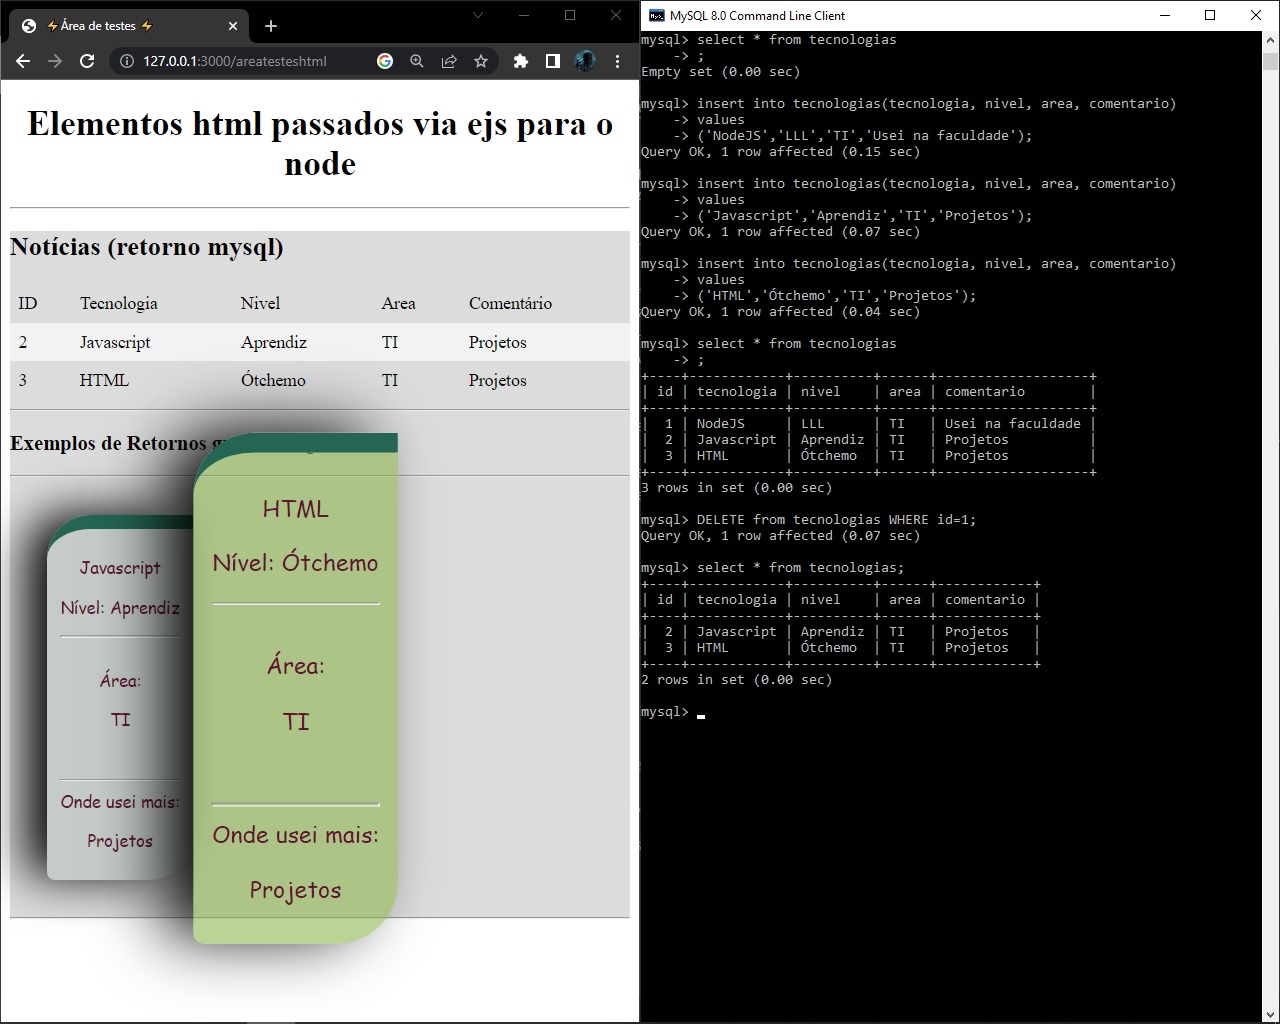 ⚡Área de testes ⚡
127.0.0.1:3000/areatesteshtml
Elementos html passados via ejs para o
node
Notícias (retorno mysql)
ID Tecnologia Nivel Area Comentário
2 Javascript Aprendiz TI Projetos
3 HTML Ótchemo TI Projetos
Exemplos de Retornos
Javascript
Nível: Aprendiz
Área:
TI
Onde usei mais:
Projetos
HTML
Nível: Ótchemo
Área:
TI
Onde usei mais:
Projetos
MySQL 8.0 Command Line Client
mysql> select * from tecnologias
    -> ;
Empty set (0.00 sec)
mysql> insert into tecnologias(tecnologia, nivel, area, comentario)
    -> values
    -> ('NodeJS','LLL','TI','Usei na faculdade');
Query OK, 1 row affected (0.15 sec)
mysql> insert into tecnologias(tecnologia, nivel, area, comentario)
    -> values
    -> ('Javascript','Aprendiz','TI','Projetos');
Query OK, 1 row affected (0.07 sec)
mysql> insert into tecnologias(tecnologia, nivel, area, comentario)
    -> values
    -> ('HTML','Ótchemo','TI','Projetos');
Query OK, 1 row affected (0.04 sec)
mysql> select * from tecnologias
    -> ;
+----+------------+----------+------+-------------------+
| id | tecnologia | nivel    | area | comentario        |
+----+------------+----------+------+-------------------+
|  1 | NodeJS     | LLL      | TI   | Usei na faculdade |
|  2 | Javascript | Aprendiz | TI   | Projetos          |
|  3 | HTML       | Ótchemo  | TI   | Projetos          |
+----+------------+----------+------+-------------------+
3 rows in set (0.00 sec)
mysql> DELETE from tecnologias WHERE id=1;
Query OK, 1 row affected (0.07 sec)
mysql> select * from tecnologias;
+----+------------+----------+------+------------+
| id | tecnologia | nivel    | area | comentario |
+----+------------+----------+------+------------+
|  2 | Javascript | Aprendiz | TI   | Projetos   |
|  3 | HTML       | Ótchemo  | TI   | Projetos   |
+----+------------+----------+------+------------+
2 rows in set (0.00 sec)
mysql>